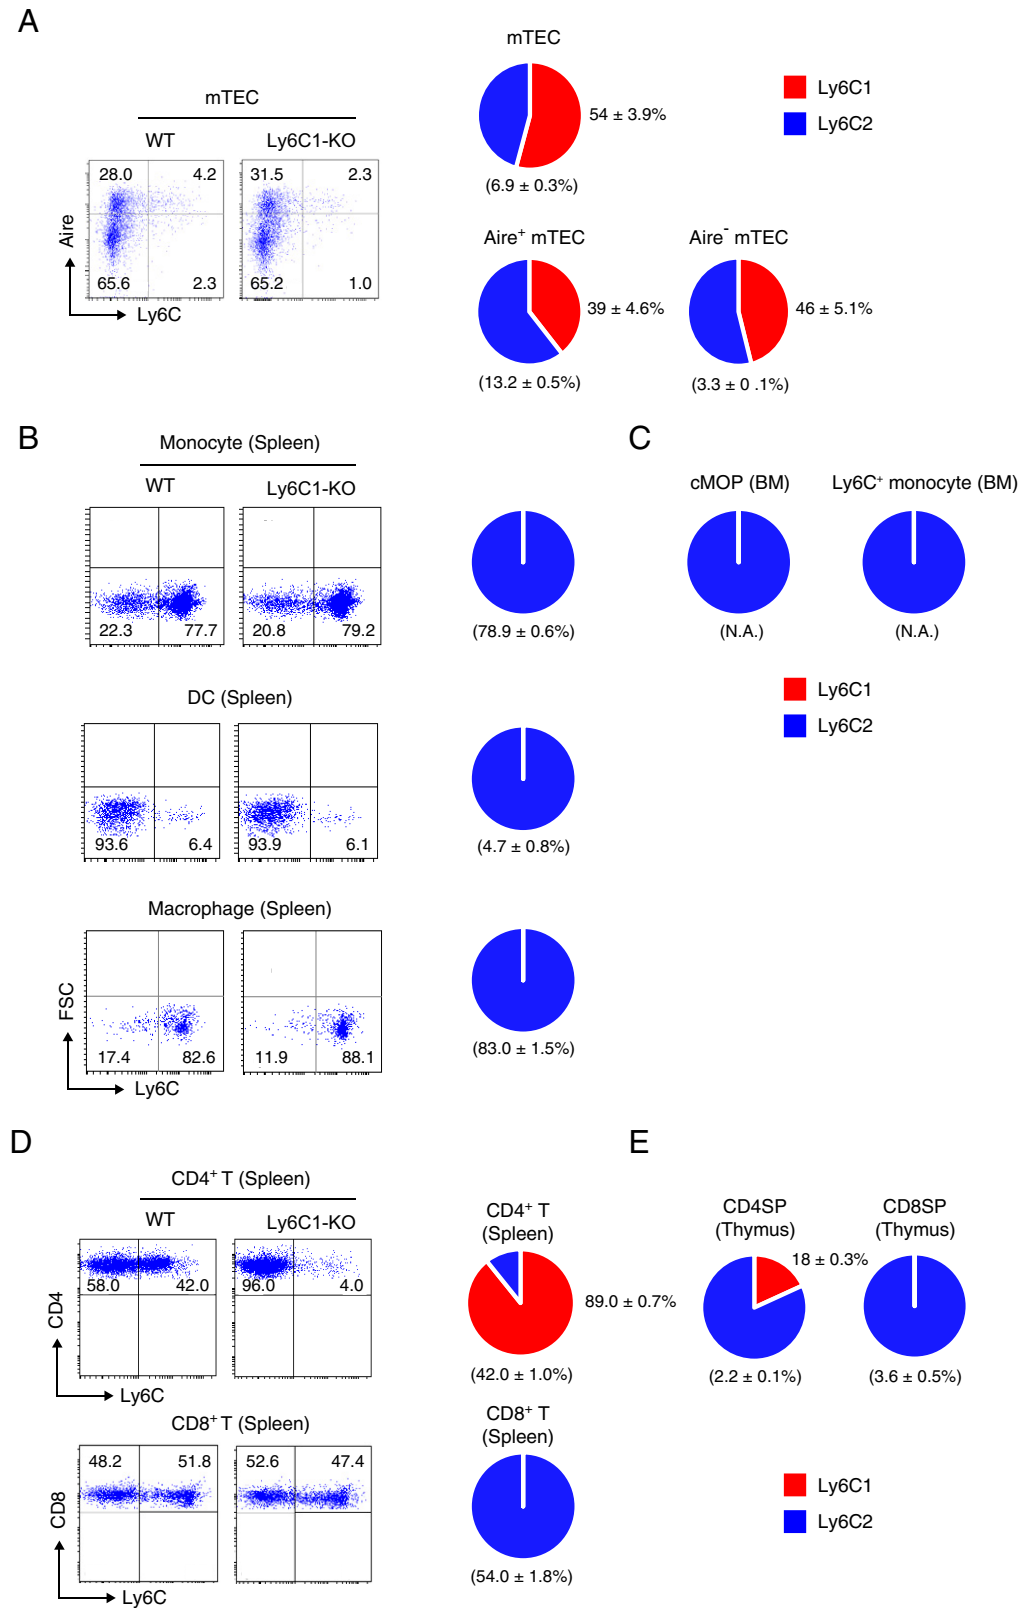 A
mTEC
mTEC
WT Ly6C1-KO
28.0 4.2 31.5 2.3
65.6 2.3 65.2 1.0
Aire
Ly6C
54 ± 3.9%
(6.9 ± 0.3%)
Ly6C1
Ly6C2
Aire⁺ mTEC Aire⁻ mTEC
39 ± 4.6% 46 ± 5.1%
(13.2 ± 0.5%) (3.3 ± 0 .1%)
B
Monocyte (Spleen)
WT Ly6C1-KO
22.3 77.7 20.8 79.2
(78.9 ± 0.6%)
DC (Spleen)
93.6 6.4 93.9 6.1
(4.7 ± 0.8%)
Macrophage (Spleen)
17.4 82.6 11.9 88.1
FSC
Ly6C
(83.0 ± 1.5%)
C
cMOP (BM) Ly6C⁺ monocyte (BM)
(N.A.) (N.A.)
Ly6C1
Ly6C2
D
CD4⁺ T (Spleen)
WT Ly6C1-KO
58.0 42.0 96.0 4.0
CD4
Ly6C
CD4⁺ T
(Spleen)
89.0 ± 0.7%
(42.0 ± 1.0%)
CD8⁺ T (Spleen)
48.2 51.8 52.6 47.4
CD8
Ly6C
CD8⁺ T
(Spleen)
(54.0 ± 1.8%)
E
CD4SP CD8SP
(Thymus) (Thymus)
18 ± 0.3%
(2.2 ± 0.1%) (3.6 ± 0.5%)
Ly6C1
Ly6C2